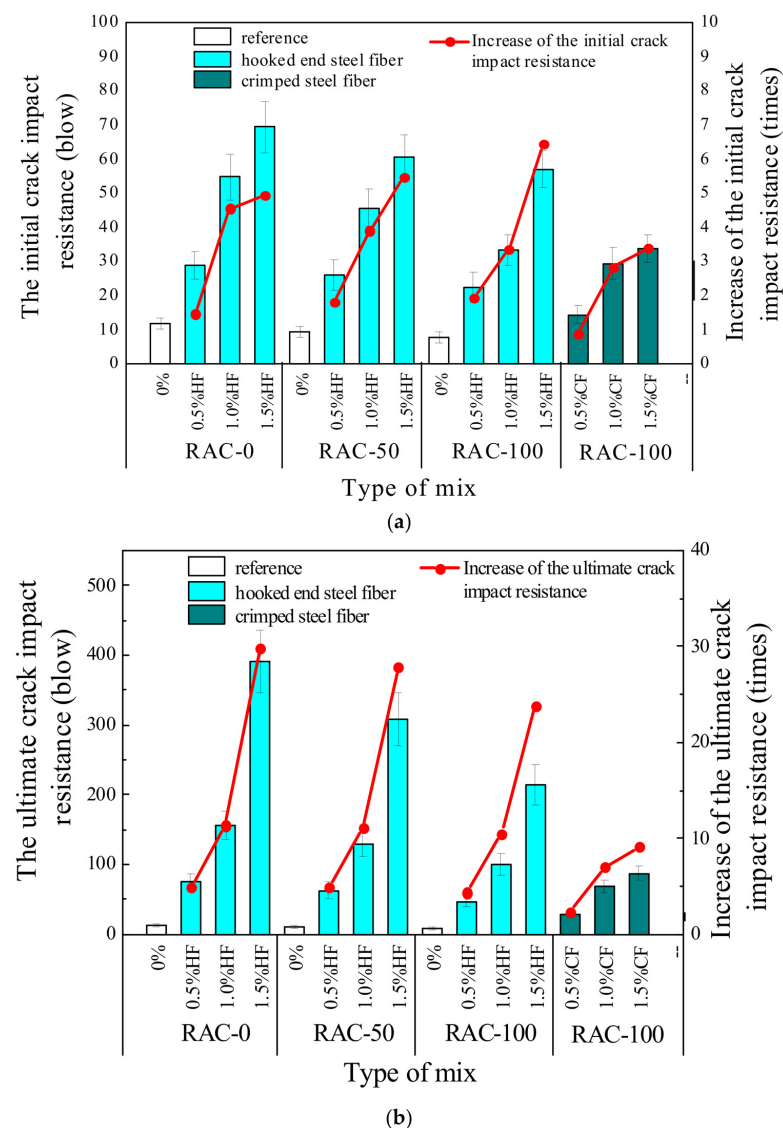 100
90
80
70
60
50
40
30
20
10
0
The initial crack impact
resistance (blow)
reference
hooked end steel fiber
crimped steel fiber
Increase of the initial crack
impact resistance
10
9
8
7
6
5
4
3
2
1
0
Increase of the initial crack
impact resistance (times)
0%
0.5%HF
1.0%HF
1.5%HF
0%
0.5%HF
1.0%HF
1.5%HF
0%
0.5%HF
1.0%HF
1.5%HF
0.5%CF
1.0%CF
1.5%CF
--
RAC-0
RAC-50
RAC-100
RAC-100
Type of mix
(a)
500
400
300
200
100
0
The ultimate crack impact
resistance (blow)
reference
hooked end steel fiber
crimped steel fiber
Increase of the ultimate crack
impact resistance
40
30
20
10
0
Increase of the ultimate crack
impact resistance (times)
0%
0.5%HF
1.0%HF
1.5%HF
0%
0.5%HF
1.0%HF
1.5%HF
0%
0.5%HF
1.0%HF
1.5%HF
0.5%CF
1.0%CF
1.5%CF
--
RAC-0
RAC-50
RAC-100
RAC-100
Type of mix
(b)